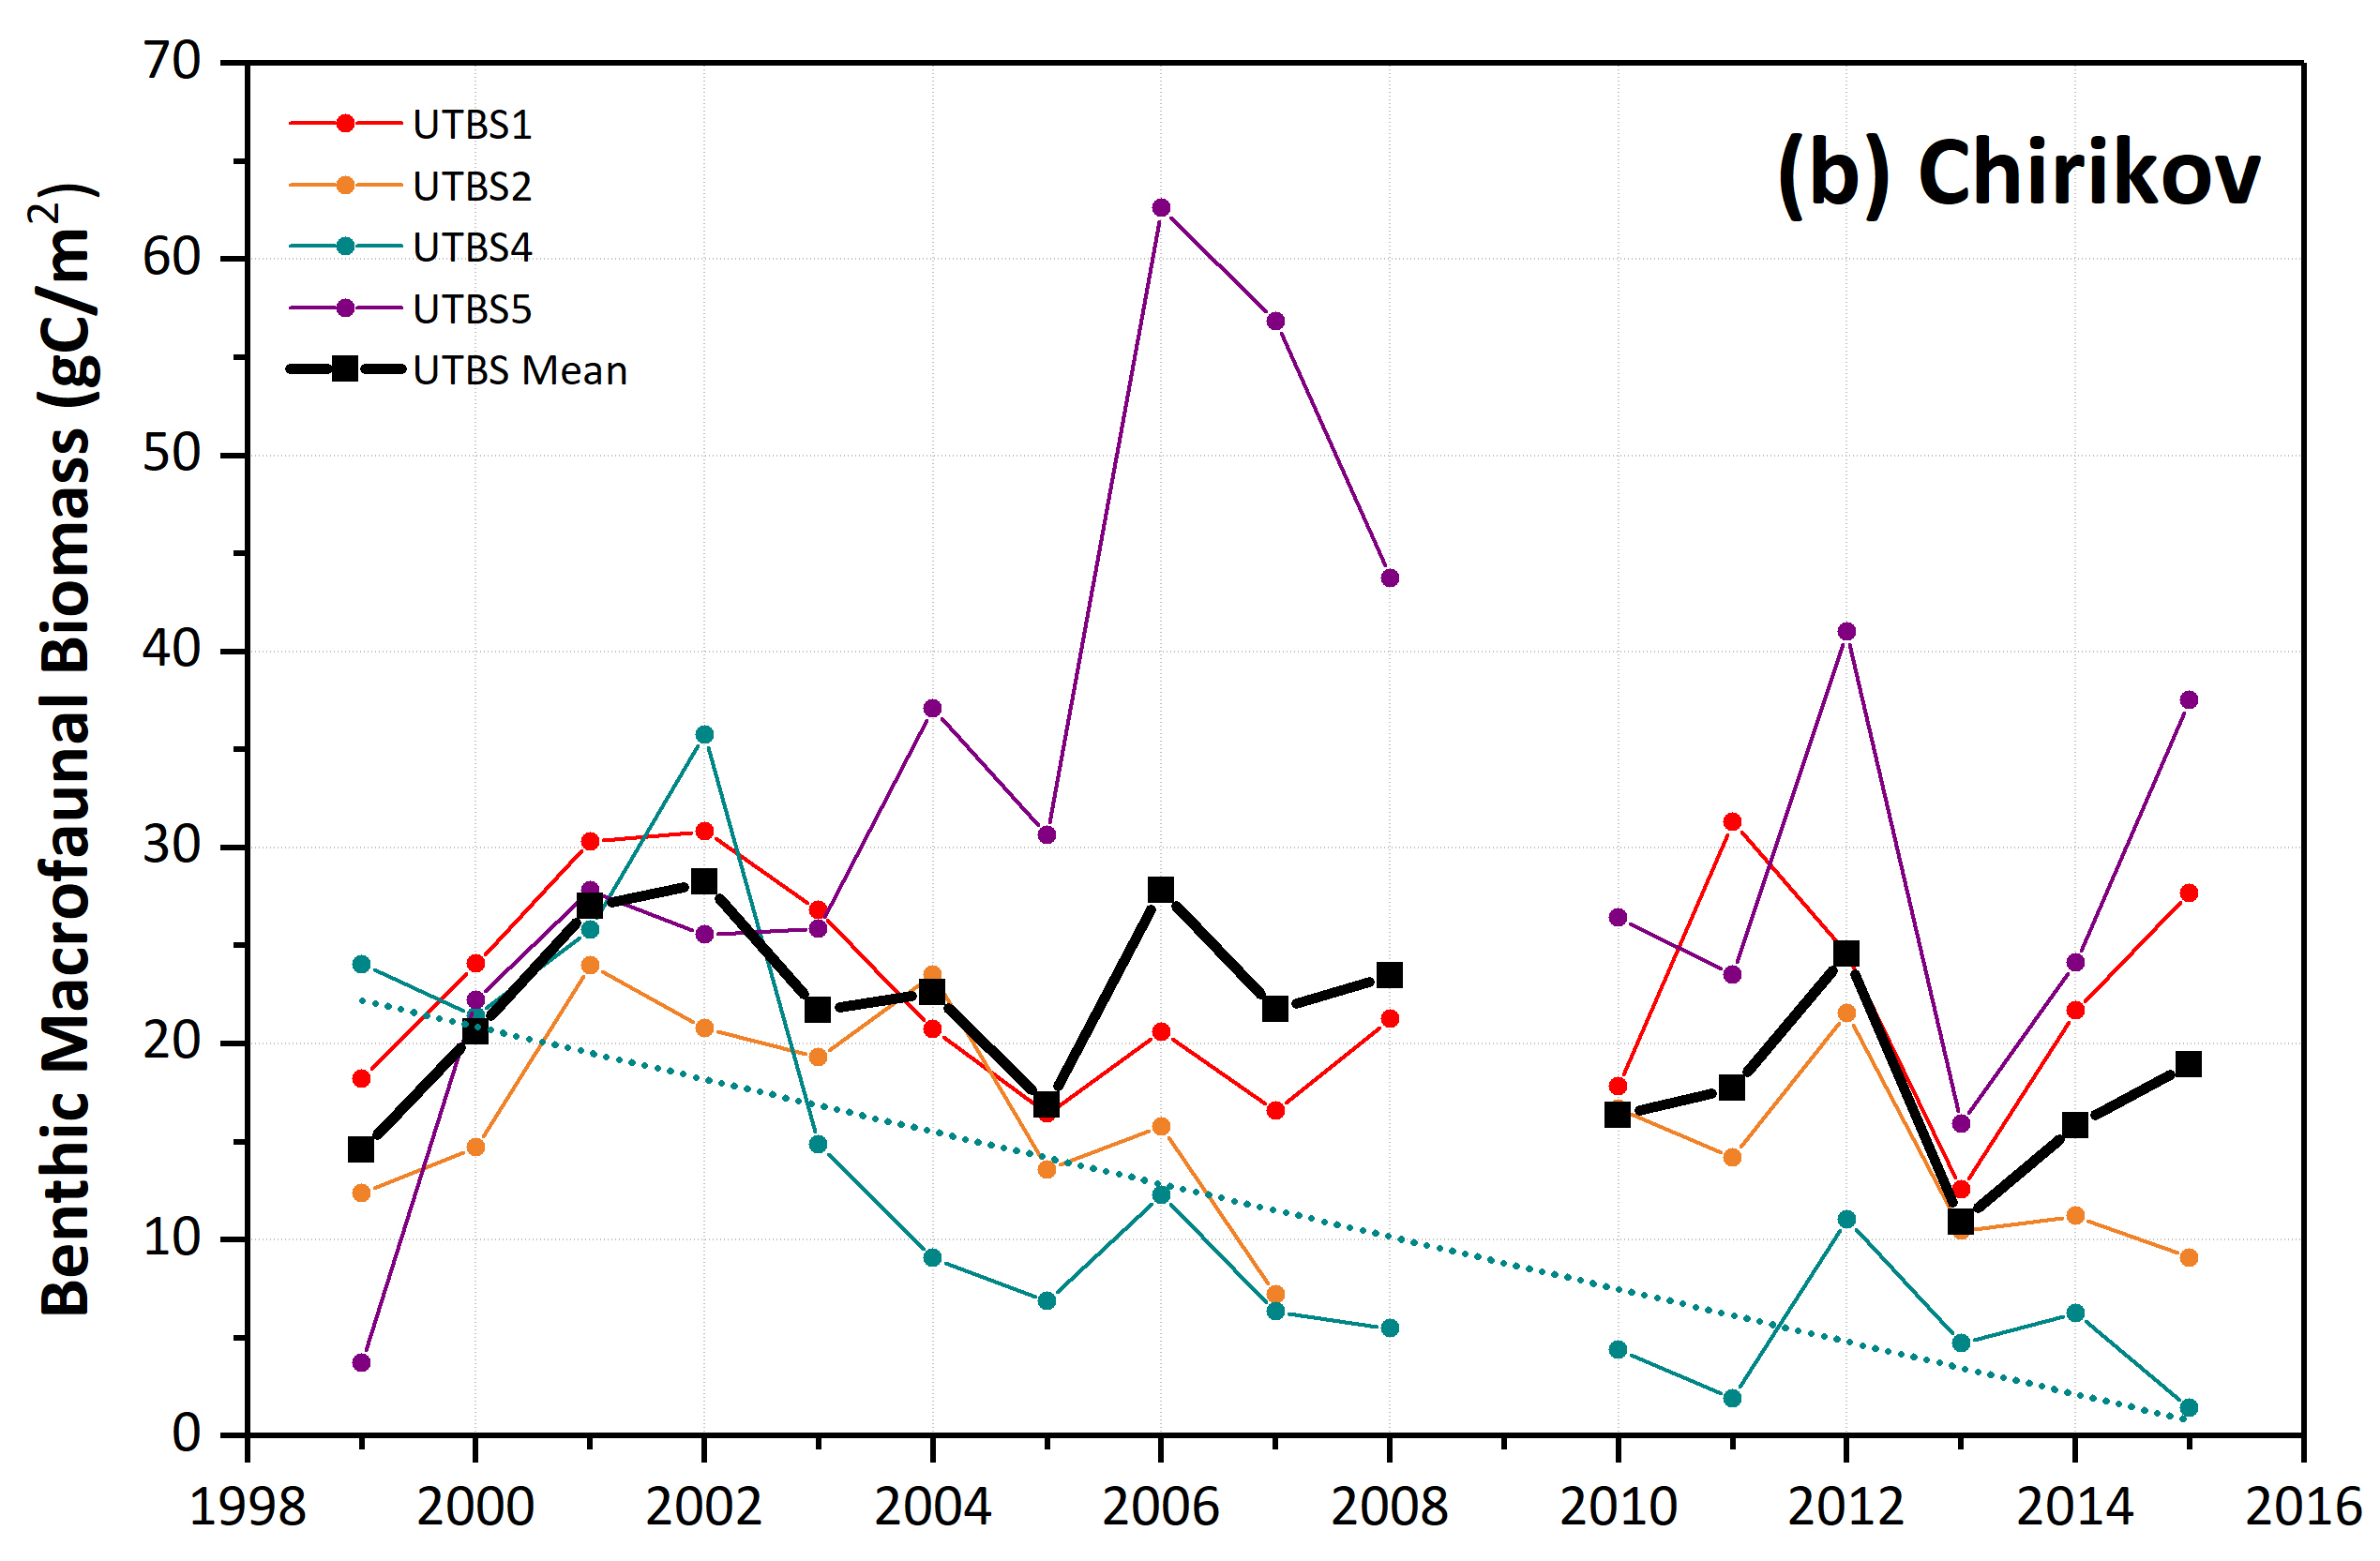 (b) Chirikov
UTBS1
UTBS2
UTBS4
UTBS5
UTBS Mean
Benthic Macrofaunal Biomass (gC/m²)
70
60
50
40
30
20
10
0
1998 2000 2002 2004 2006 2008 2010 2012 2014 2016